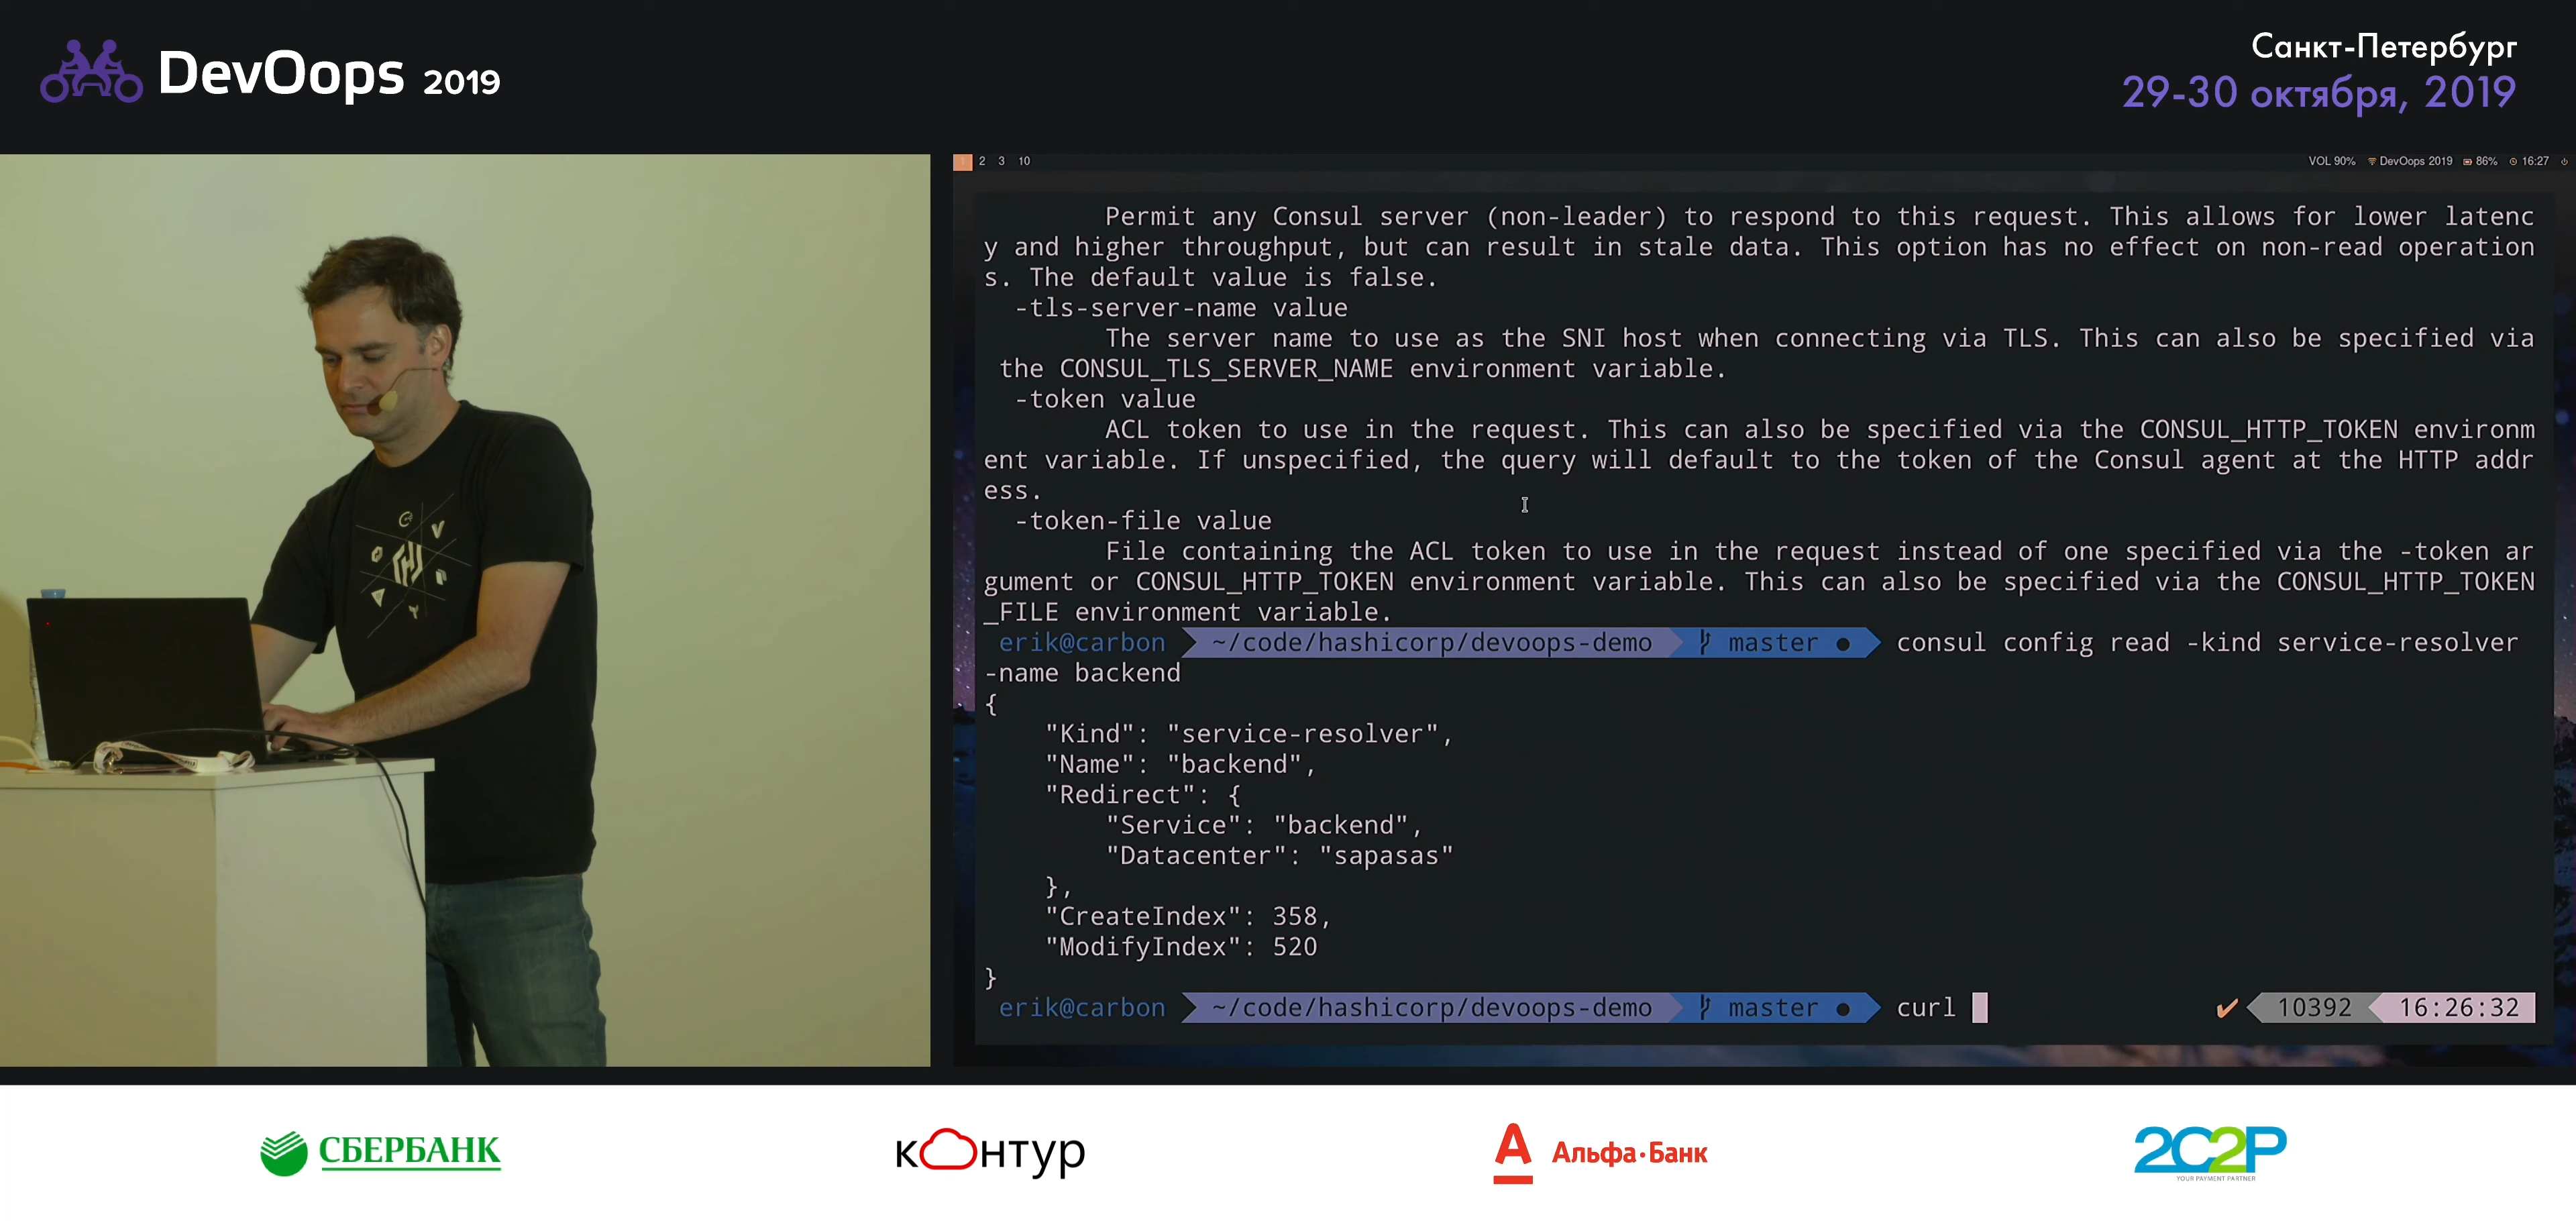 DevOops 2019
Санкт-Петербург
29-30 октября, 2019
1 2 3 10
VOL 90% DevOops 2019 86% 16:27
Permit any Consul server (non-leader) to respond to this request. This allows for lower latenc
y and higher throughput, but can result in stale data. This option has no effect on non-read operation
s. The default value is false.
-tls-server-name value
The server name to use as the SNI host when connecting via TLS. This can also be specified via
the CONSUL_TLS_SERVER_NAME environment variable.
-token value
ACL token to use in the request. This can also be specified via the CONSUL_HTTP_TOKEN environm
ent variable. If unspecified, the query will default to the token of the Consul agent at the HTTP addr
ess.
-token-file value
File containing the ACL token to use in the request instead of one specified via the -token ar
gument or CONSUL_HTTP_TOKEN environment variable. This can also be specified via the CONSUL_HTTP_TOKEN
_FILE environment variable.
erik@carbon ~/code/hashicorp/devoops-demo master ● consul config read -kind service-resolver
-name backend
{
"Kind": "service-resolver",
"Name": "backend",
"Redirect": {
"Service": "backend",
"Datacenter": "sapasas"
},
"CreateIndex": 358,
"ModifyIndex": 520
}
erik@carbon ~/code/hashicorp/devoops-demo master ● curl ✔ 10392 16:26:32
СБЕРБАНК
контур
А Альфа·Банк
2C2P
YOUR PAYMENT PARTNER